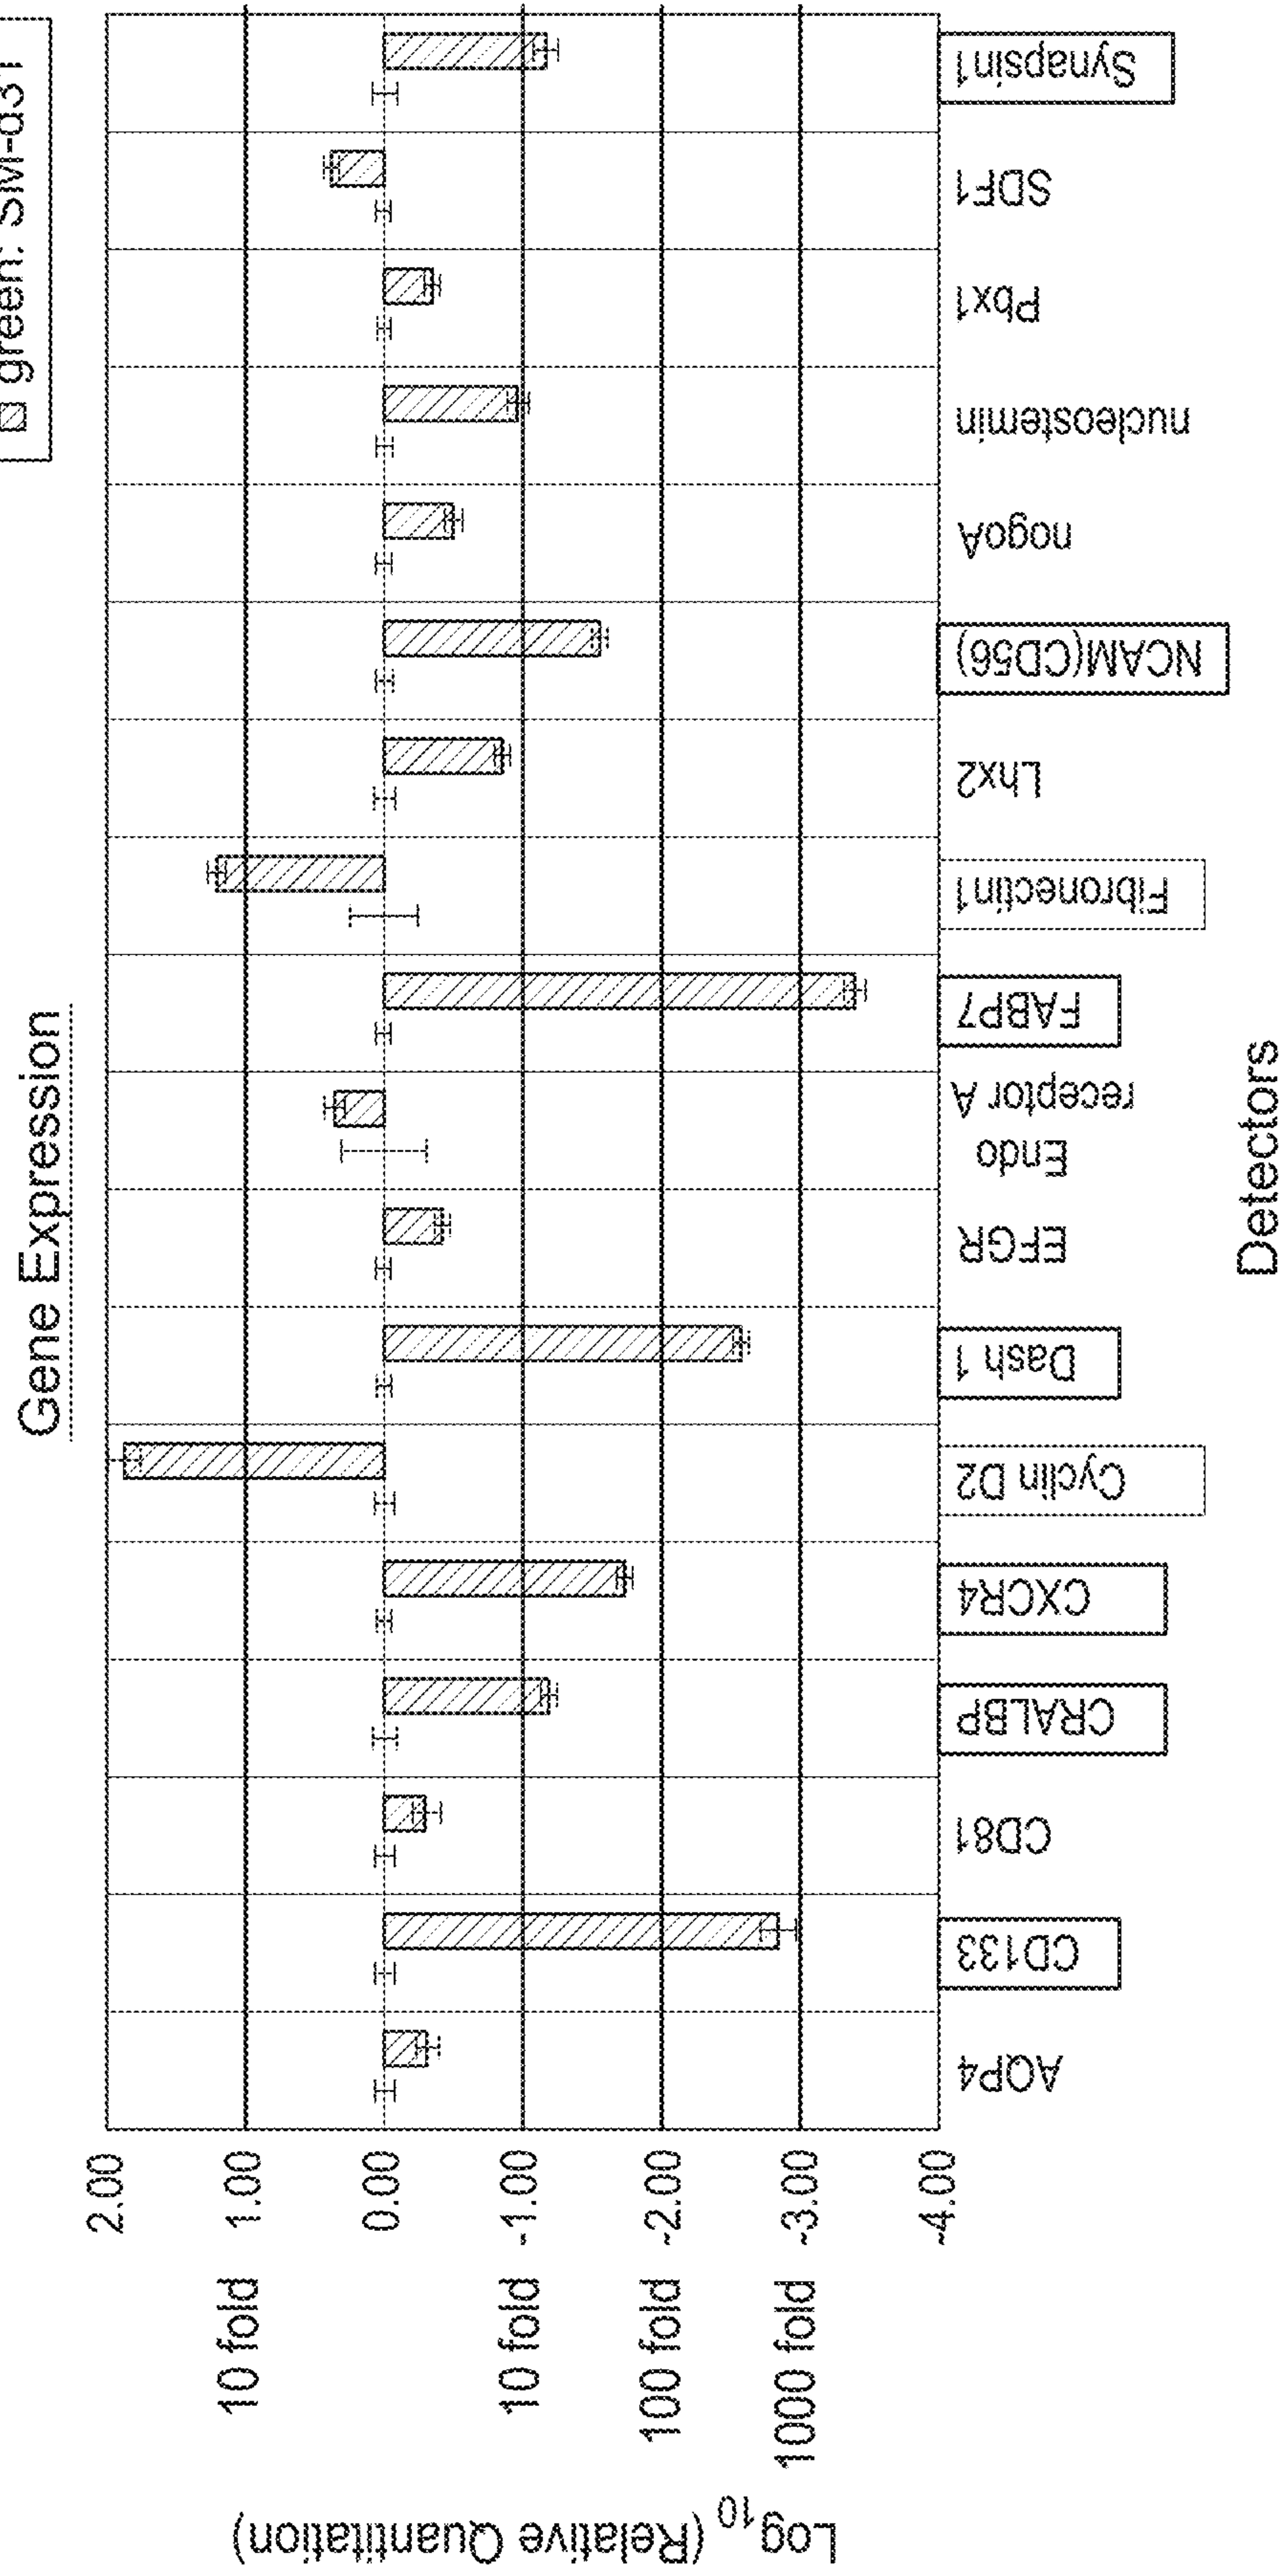 green: SM-d31
Gene Expression
2.00
1.00
0.00
-1.00
-2.00
-3.00
-4.00
10 fold
10 fold
100 fold
1000 fold
Log10 (Relative Quantitation)
AQP4
CD133
CD81
CRALBP
CXCR4
Cyclin D2
Dash 1
EFGR
Endo
receptor A
FABP7
Fibronectin1
Lhx2
NCAM(CD56)
nogoA
nucleostemin
Pbx1
SDF1
Synapsin1
Detectors